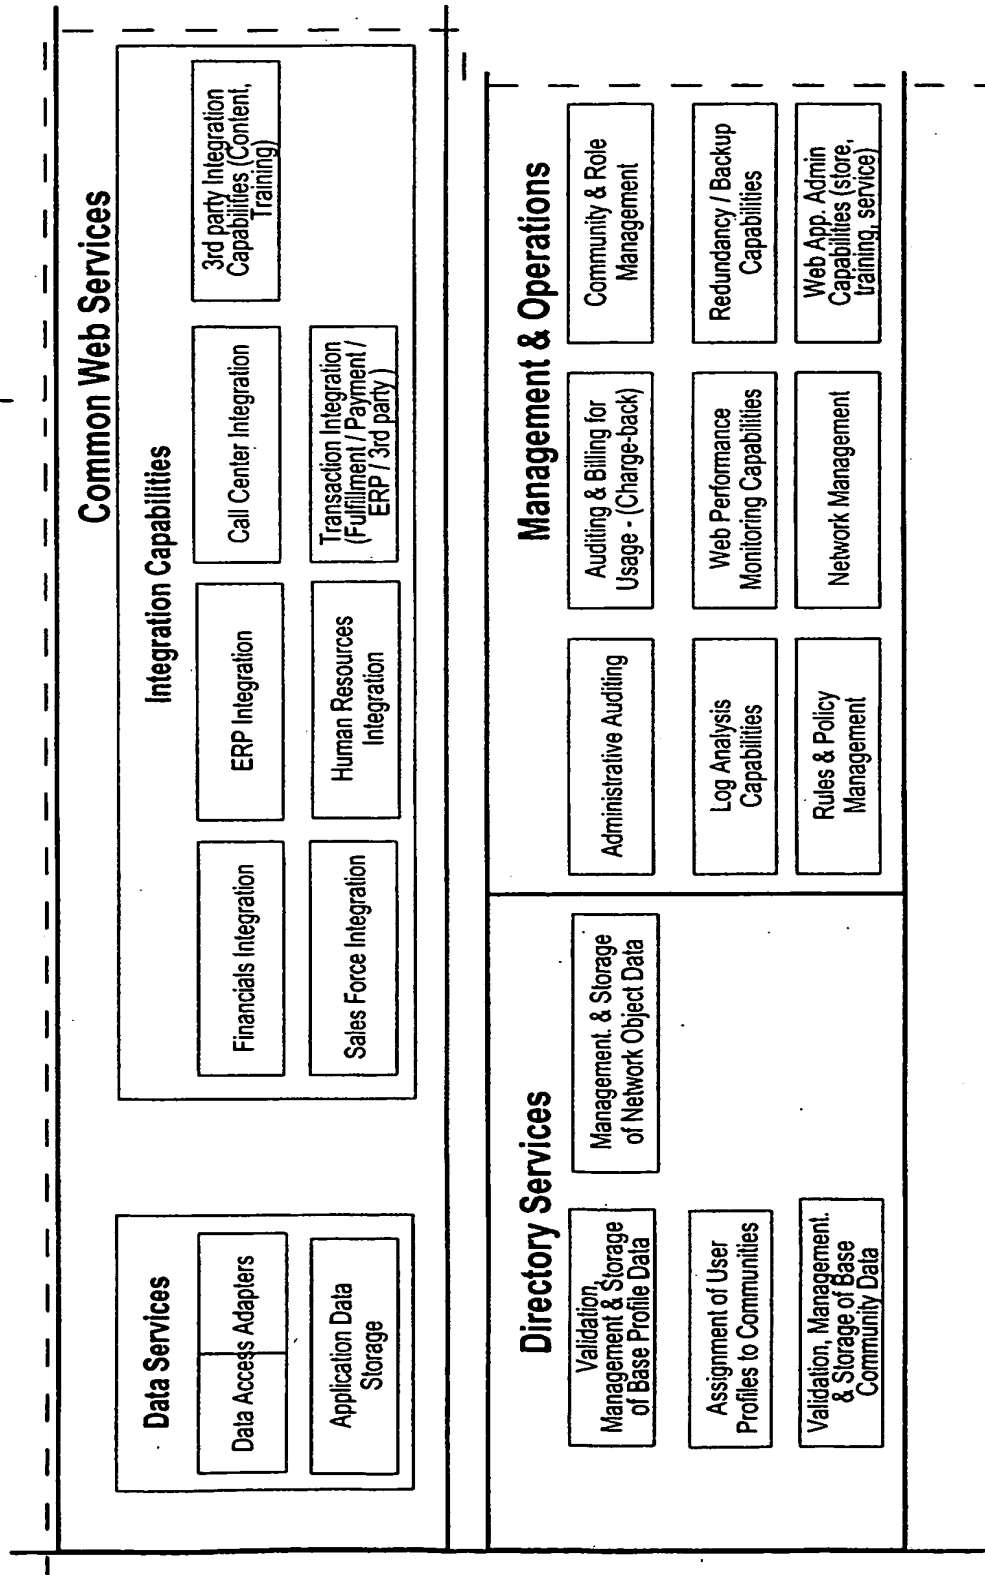 Common Web Services
Data Services
Data Access Adapters
Application Data
Storage
Integration Capabilities
Financials Integration
ERP Integration
Call Center Integration
3rd party Integration
Capabilities (Content,
Training)
Sales Force Integration
Human Resources
Integration
Transaction Integration
(Fulfillment / Payment /
ERP / 3rd party )
Directory Services
Validation,
Management & Storage
of Base Profile Data
Management. & Storage
of Network Object Data
Assignment of User
Profiles to Communities
Validation, Management.
& Storage of Base
Community Data
Management & Operations
Administrative Auditing
Auditing & Billing for
Usage - (Charge-back)
Community & Role
Management
Log Analysis
Capabilities
Web Performance
Monitoring Capabilities
Redundancy / Backup
Capabilities
Rules & Policy
Management
Network Management
Web App. Admin
Capabilities (store,
training, service)